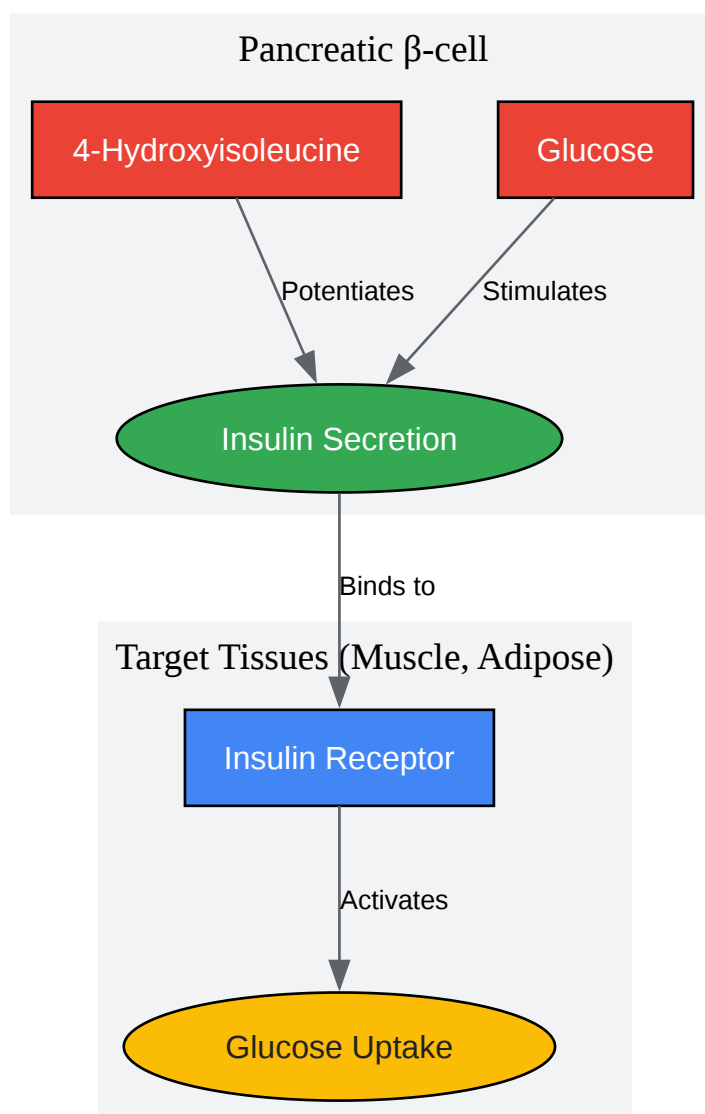 Pancreatic β-cell
4-Hydroxyisoleucine
Glucose
Potentiates
Stimulates
Insulin Secretion
Binds to
Target Tissues (Muscle, Adipose)
Insulin Receptor
Activates
Glucose Uptake